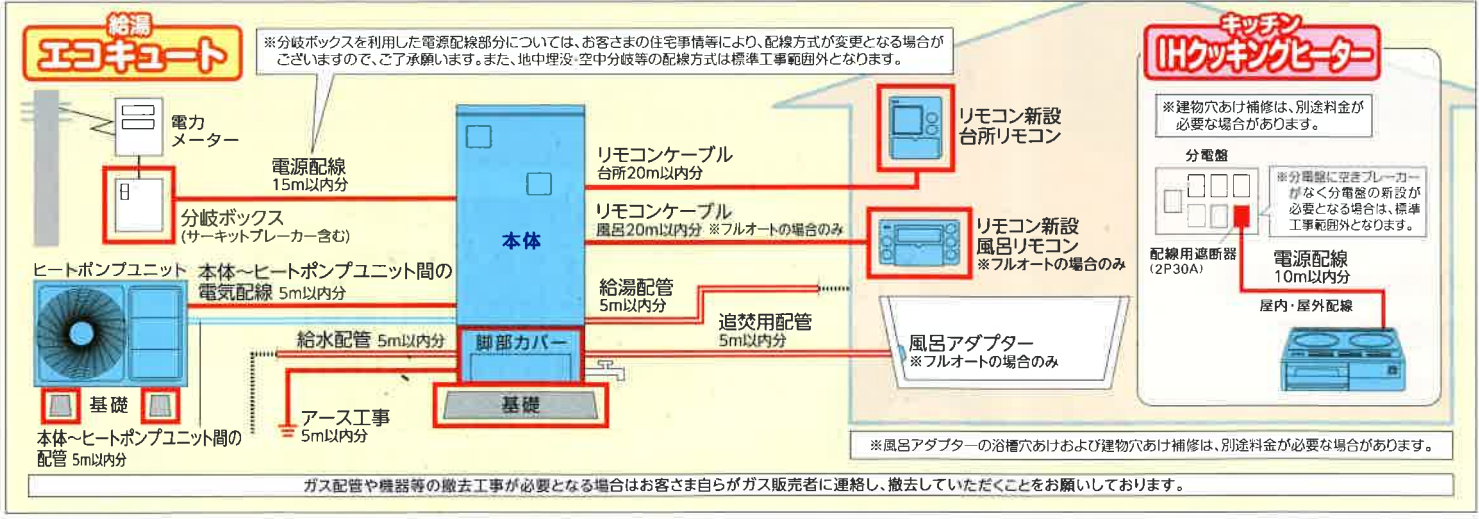 給湯
エコキュート
※分岐ボックスを利用した電源配線部分については、お客さまの住宅事情等により、配線方式が変更となる場合が
ございますので、ご了承願います。また、地中埋没・空中分岐等の配線方式は標準工事範囲外となります。
電力
メーター
電源配線
15m以内分
分岐ボックス
(サーキットブレーカー含む)
ヒートポンプユニット
本体～ヒートポンプユニット間の
電気配線 5m以内分
給水配管 5m以内分
基礎
本体～ヒートポンプユニット間の
配管 5m以内分
アース工事
5m以内分
本体
脚部カバー
基礎
リモコンケーブル
台所20m以内分
リモコンケーブル
風呂20m以内分 ※フルオートの場合のみ
給湯配管
5m以内分
追焚用配管
5m以内分
リモコン新設
台所リモコン
リモコン新設
風呂リモコン
※フルオートの場合のみ
風呂アダプター
※フルオートの場合のみ
※風呂アダプターの浴槽穴あけおよび建物穴あけ補修は、別途料金が必要な場合があります。
キッチン
IHクッキングヒーター
※建物穴あけ補修は、別途料金が
必要な場合があります。
分電盤
※分電盤に空きブレーカー
がなく分電盤の新設が
必要となる場合は、標準
工事範囲外となります。
配線用遮断器
(2P30A)
電源配線
10m以内分
屋内・屋外配線
ガス配管や機器等の撤去工事が必要となる場合はお客さま自らがガス販売者に連絡し、撤去していただくことをお願いしております。